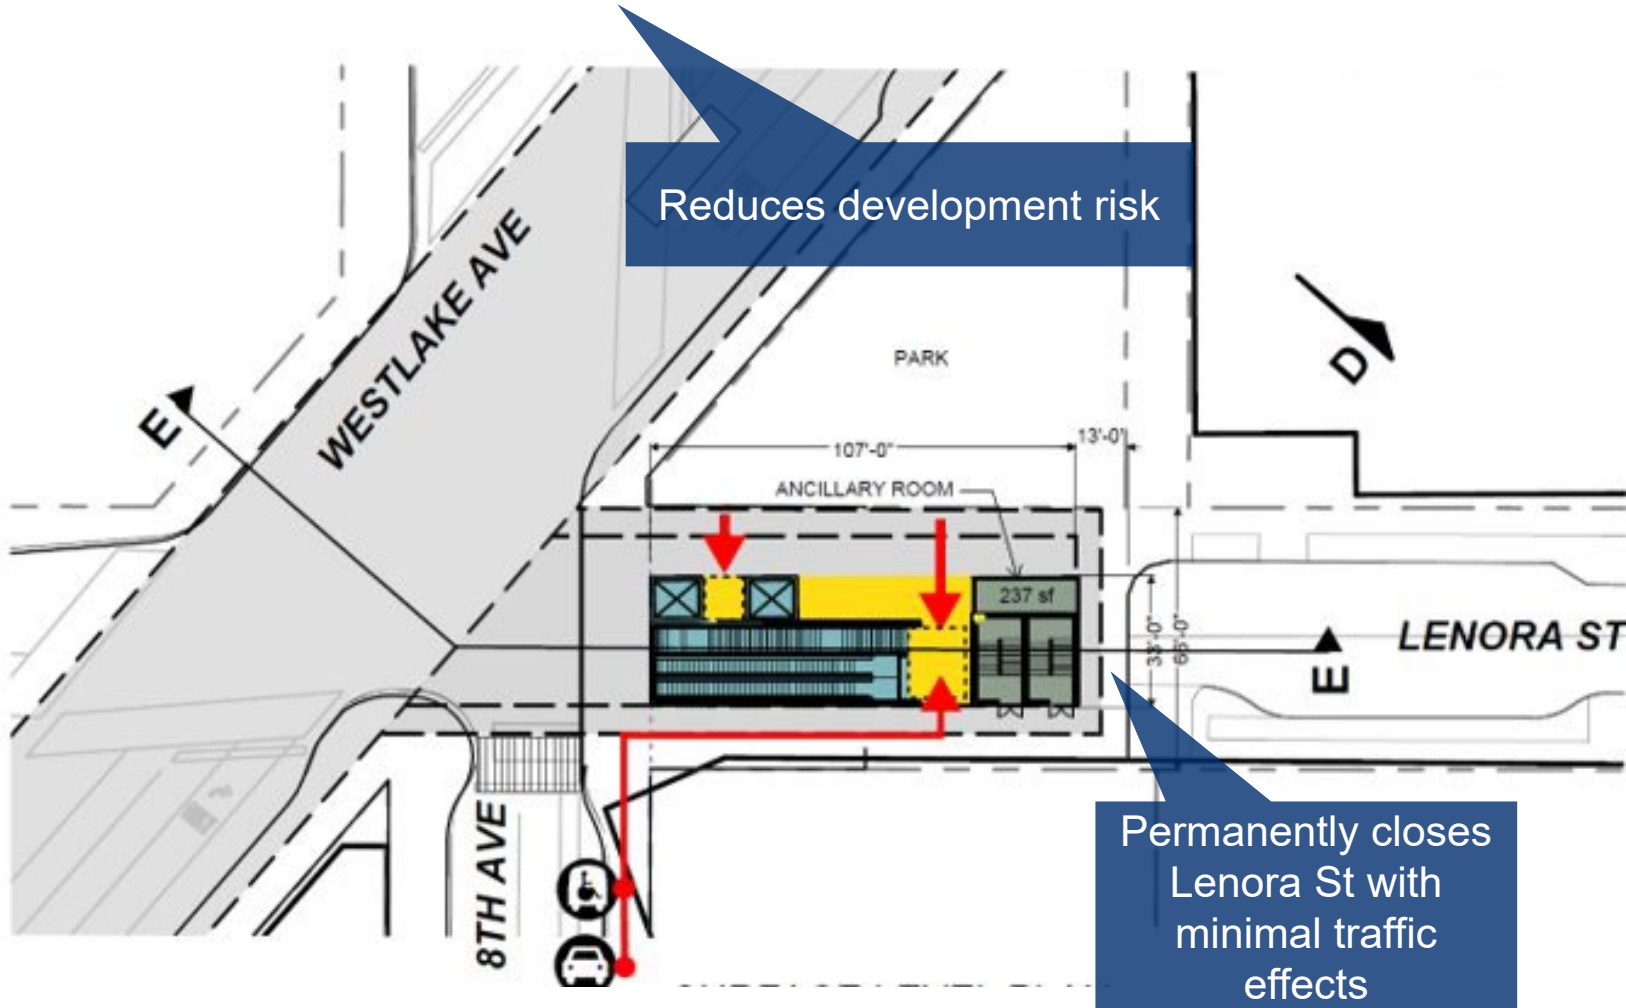 Reduces development risk
WESTLAKE AVE
E
D
PARK
107'-0"
13'-0"
ANCILLARY ROOM
237 sf
33'-0"
66'-0"
E
LENORA ST
8TH AVE
Permanently closes
Lenora St with
minimal traffic
effects